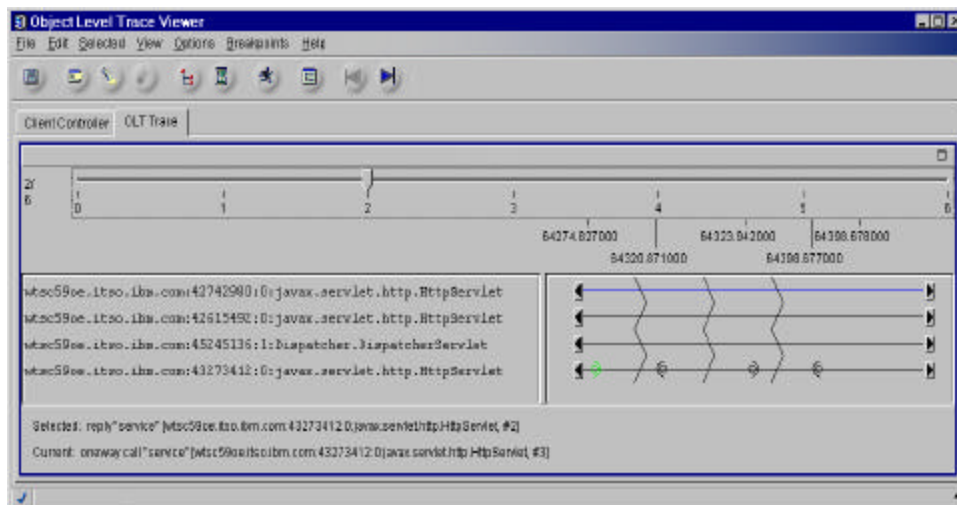 Object Level Trace Viewer
File Edit Selected View Options Breakpoints Help
Client Controller OLT Trace
2/
6
0 1 2 3 4 5 6
64274.827000 64323.942000 64398.678000
64320.871000 64398.677000
wtsc59oe.itso.ibm.com:42742980:0:javax.servlet.http.HttpServlet
wtsc59oe.itso.ibm.com:42615492:0:javax.servlet.http.HttpServlet
wtsc59oe.itso.ibm.com:45245136:1:Dispatcher.DispatcherServlet
wtsc59oe.itso.ibm.com:43273412:0:javax.servlet.http.HttpServlet
Selected: reply"service" [wtsc59oe.itso.ibm.com:43273412:0:javax.servlet.http.HttpServlet, #2]
Current: oneway call"service"[wtsc59oe.itso.ibm.com:43273412:0:javax.servlet.http.HttpServlet, #3]